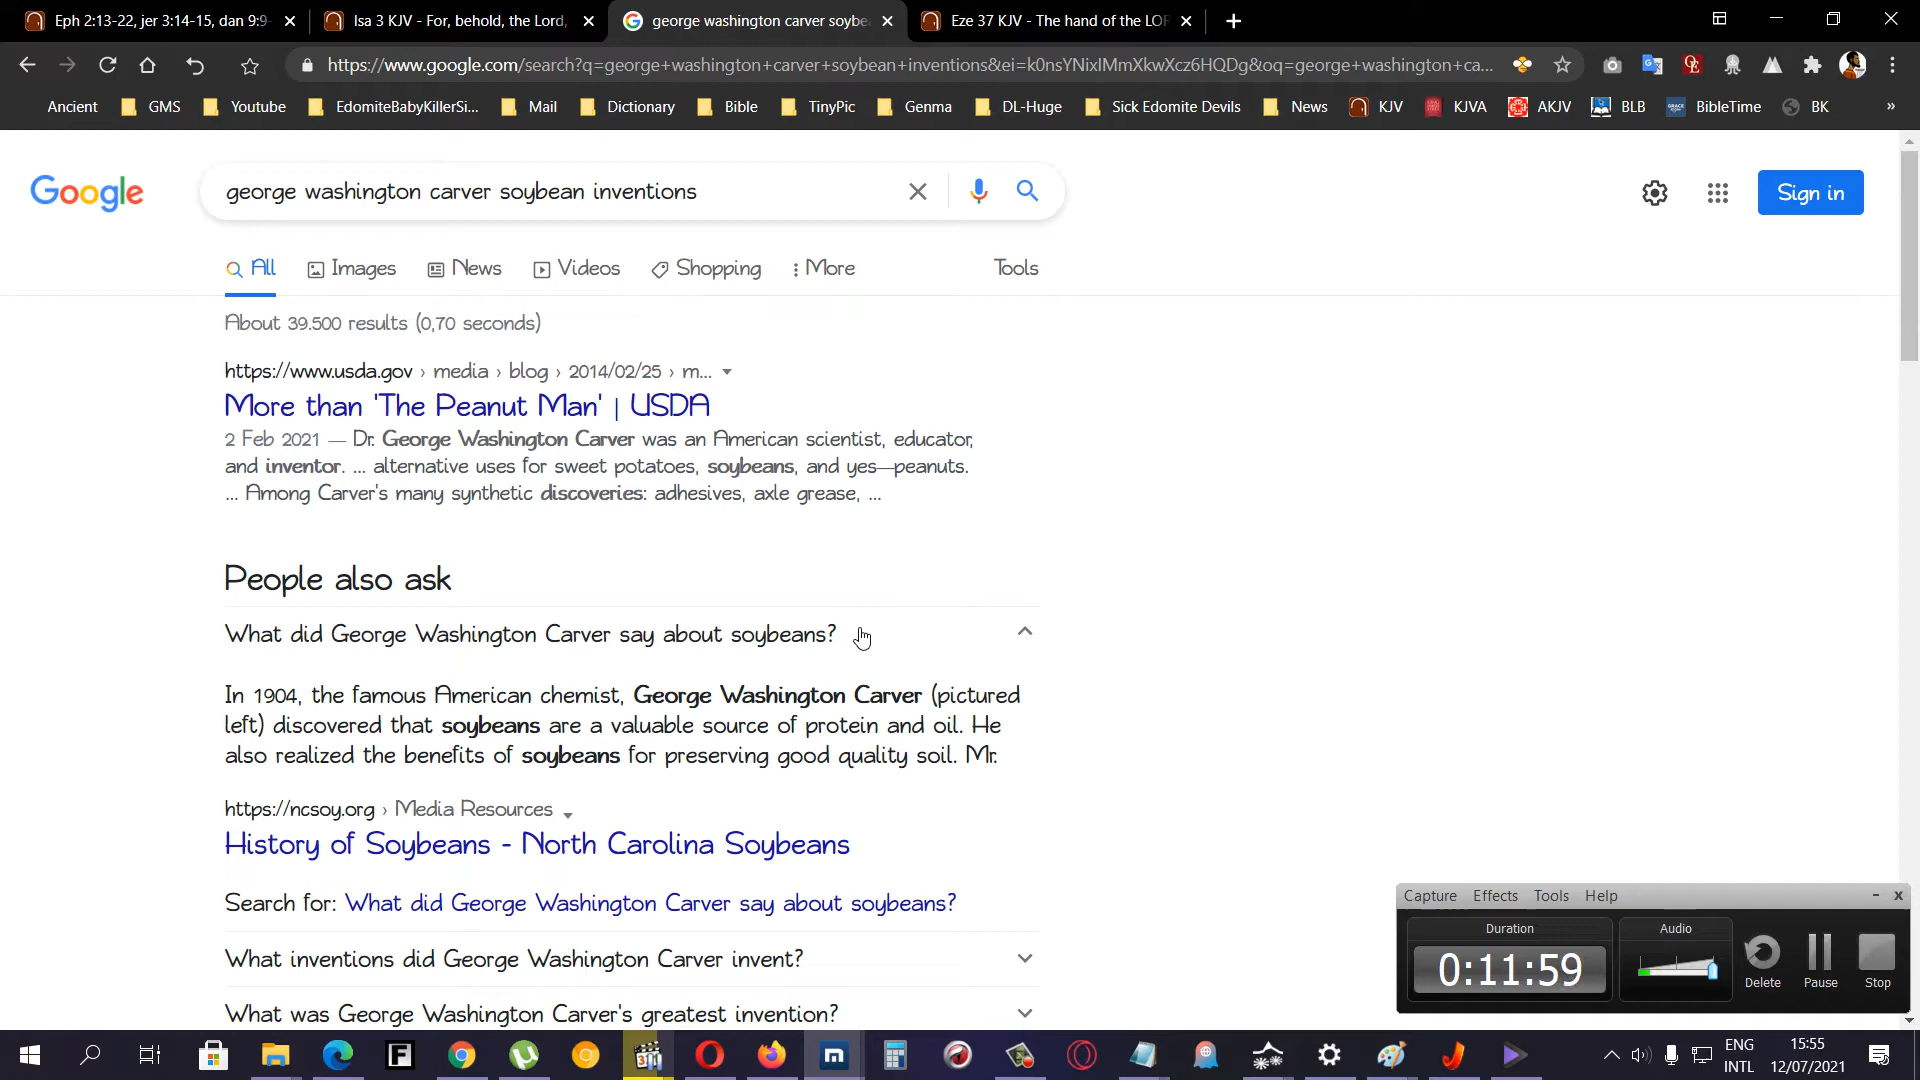 Eph 2:13-22, jer 3:14-15, dan 9:9-
Isa 3 KJV - For, behold, the Lord,
george washington carver soybe
Eze 37 KJV - The hand of the LOR
https://www.google.com/search?q=george+washington+carver+soybean+inventions&ei=k0nsYNixIMmXkwXcz6HQDg&oq=george+washington+ca...
Ancient GMS Youtube EdomiteBabyKillerSi... Mail Dictionary Bible TinyPic Genma DL-Huge Sick Edomite Devils News KJV KJVA AKJV BLB BibleTime BK »
Google
george washington carver soybean inventions
Sign in
All Images News Videos Shopping More Tools
About 39.500 results (0,70 seconds)
https://www.usda.gov › media › blog › 2014/02/25 › m...
More than 'The Peanut Man' | USDA
2 Feb 2021 — Dr. George Washington Carver was an American scientist, educator,
and inventor. ... alternative uses for sweet potatoes, soybeans, and yes—peanuts.
... Among Carver's many synthetic discoveries: adhesives, axle grease, ...
People also ask
What did George Washington Carver say about soybeans?
In 1904, the famous American chemist, George Washington Carver (pictured
left) discovered that soybeans are a valuable source of protein and oil. He
also realized the benefits of soybeans for preserving good quality soil. Mr.
https://ncsoy.org › Media Resources
History of Soybeans - North Carolina Soybeans
Search for: What did George Washington Carver say about soybeans?
What inventions did George Washington Carver invent?
What was George Washington Carver's greatest invention?
Capture Effects Tools Help
Duration
Audio
0:11:59
Delete Pause Stop
ENG
INTL
15:55
12/07/2021